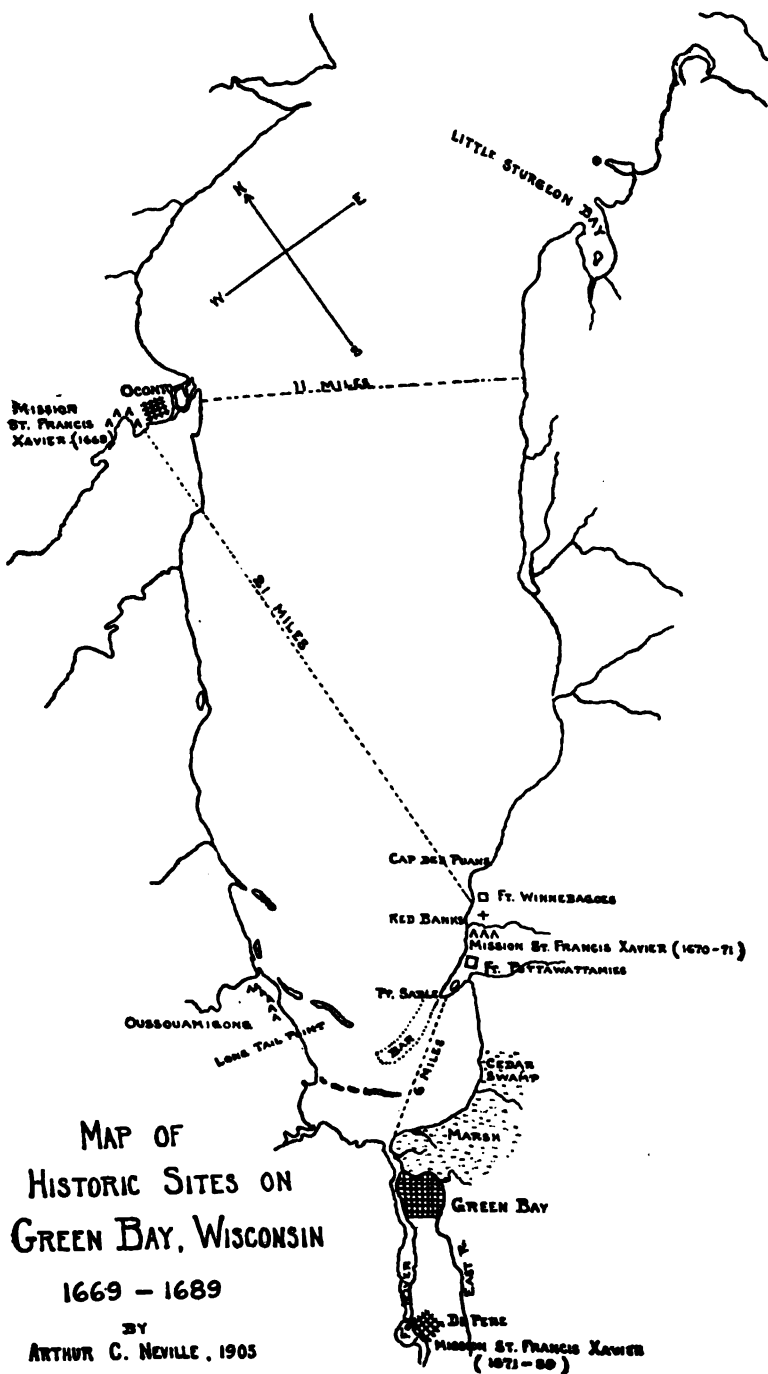 LITTLE STURGEON BAY
N
E
W
S
11 MILES
OCONTO
MISSION
ST. FRANCIS
XAVIER (1669)
21 MILES
CAP DES PUANS
FT. WINNEBAGOES
RED BANKS
MISSION ST. FRANCIS XAVIER (1670-71)
FT. POTTAWATTAMIES
PT. SABLE
OUSSOUAMIGONG
LONG TAIL POINT
BAR
6 MILES
CEDAR
SWAMP
MARSH
MAP OF
HISTORIC SITES ON
GREEN BAY, WISCONSIN
1669 – 1689
BY
ARTHUR C. NEVILLE, 1905
GREEN BAY
RIVER
EAST R.
DE PERE
MISSION ST. FRANCIS XAVIER
(1671-89)